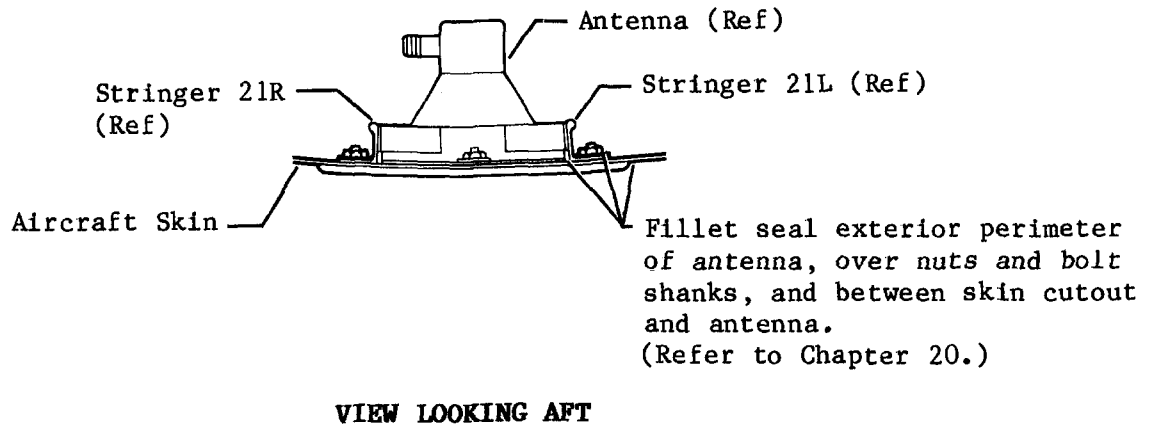 Antenna (Ref)
Stringer 21R
(Ref)
Stringer 21L (Ref)
Aircraft Skin
Fillet seal exterior perimeter
of antenna, over nuts and bolt
shanks, and between skin cutout
and antenna.
(Refer to Chapter 20.)
VIEW LOOKING AFT